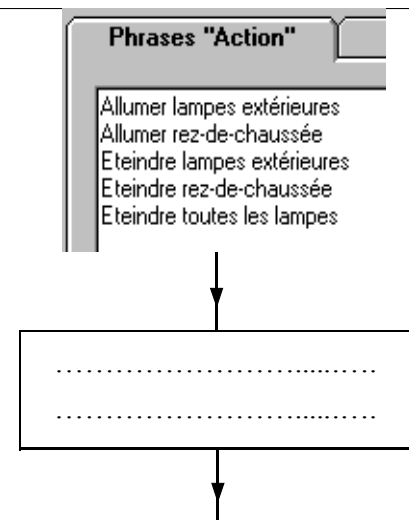 Phrases "Action"
Allumer lampes extérieures
Allumer rez-de-chaussée
Eteindre lampes extérieures
Eteindre rez-de-chaussée
Eteindre toutes les lampes
…………………………….....…….
…………………………….....…….